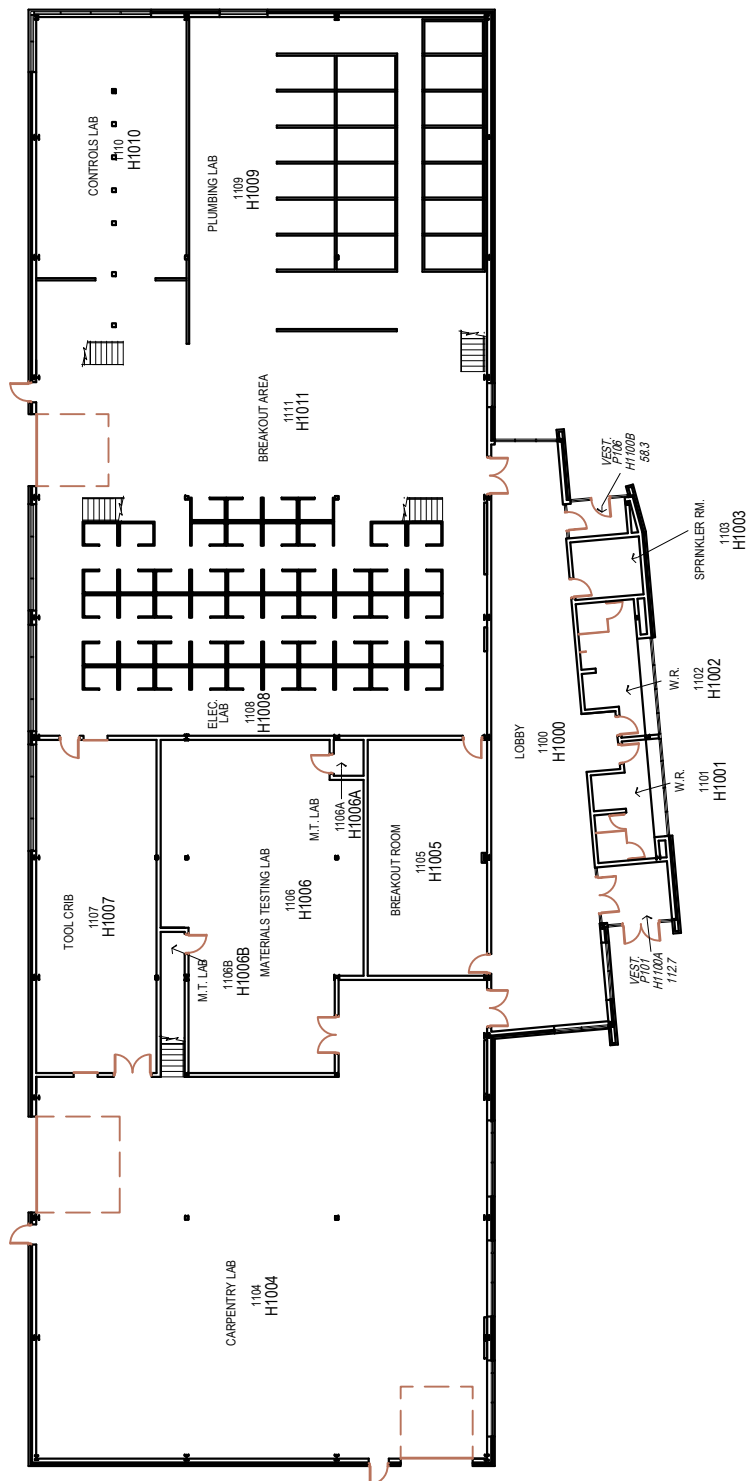 CONTROLS LAB
1110
H1010
PLUMBING LAB
1109
H1009
BREAKOUT AREA
1111
H1011
VEST.
P106
H1100B
58.3
SPRINKLER RM.
1103
H1003
ELEC.
LAB
1108
H1008
W.R.
1102
H1002
LOBBY
1100
H1000
W.R.
1101
H1001
M.T. LAB
1106A
H1006A
TOOL CRIB
1107
H1007
MATERIALS TESTING LAB
1106
H1006
BREAKOUT ROOM
1105
H1005
M.T. LAB
1106B
H1006B
VEST.
P101
H1100A
112.7
CARPENTRY LAB
1104
H1004